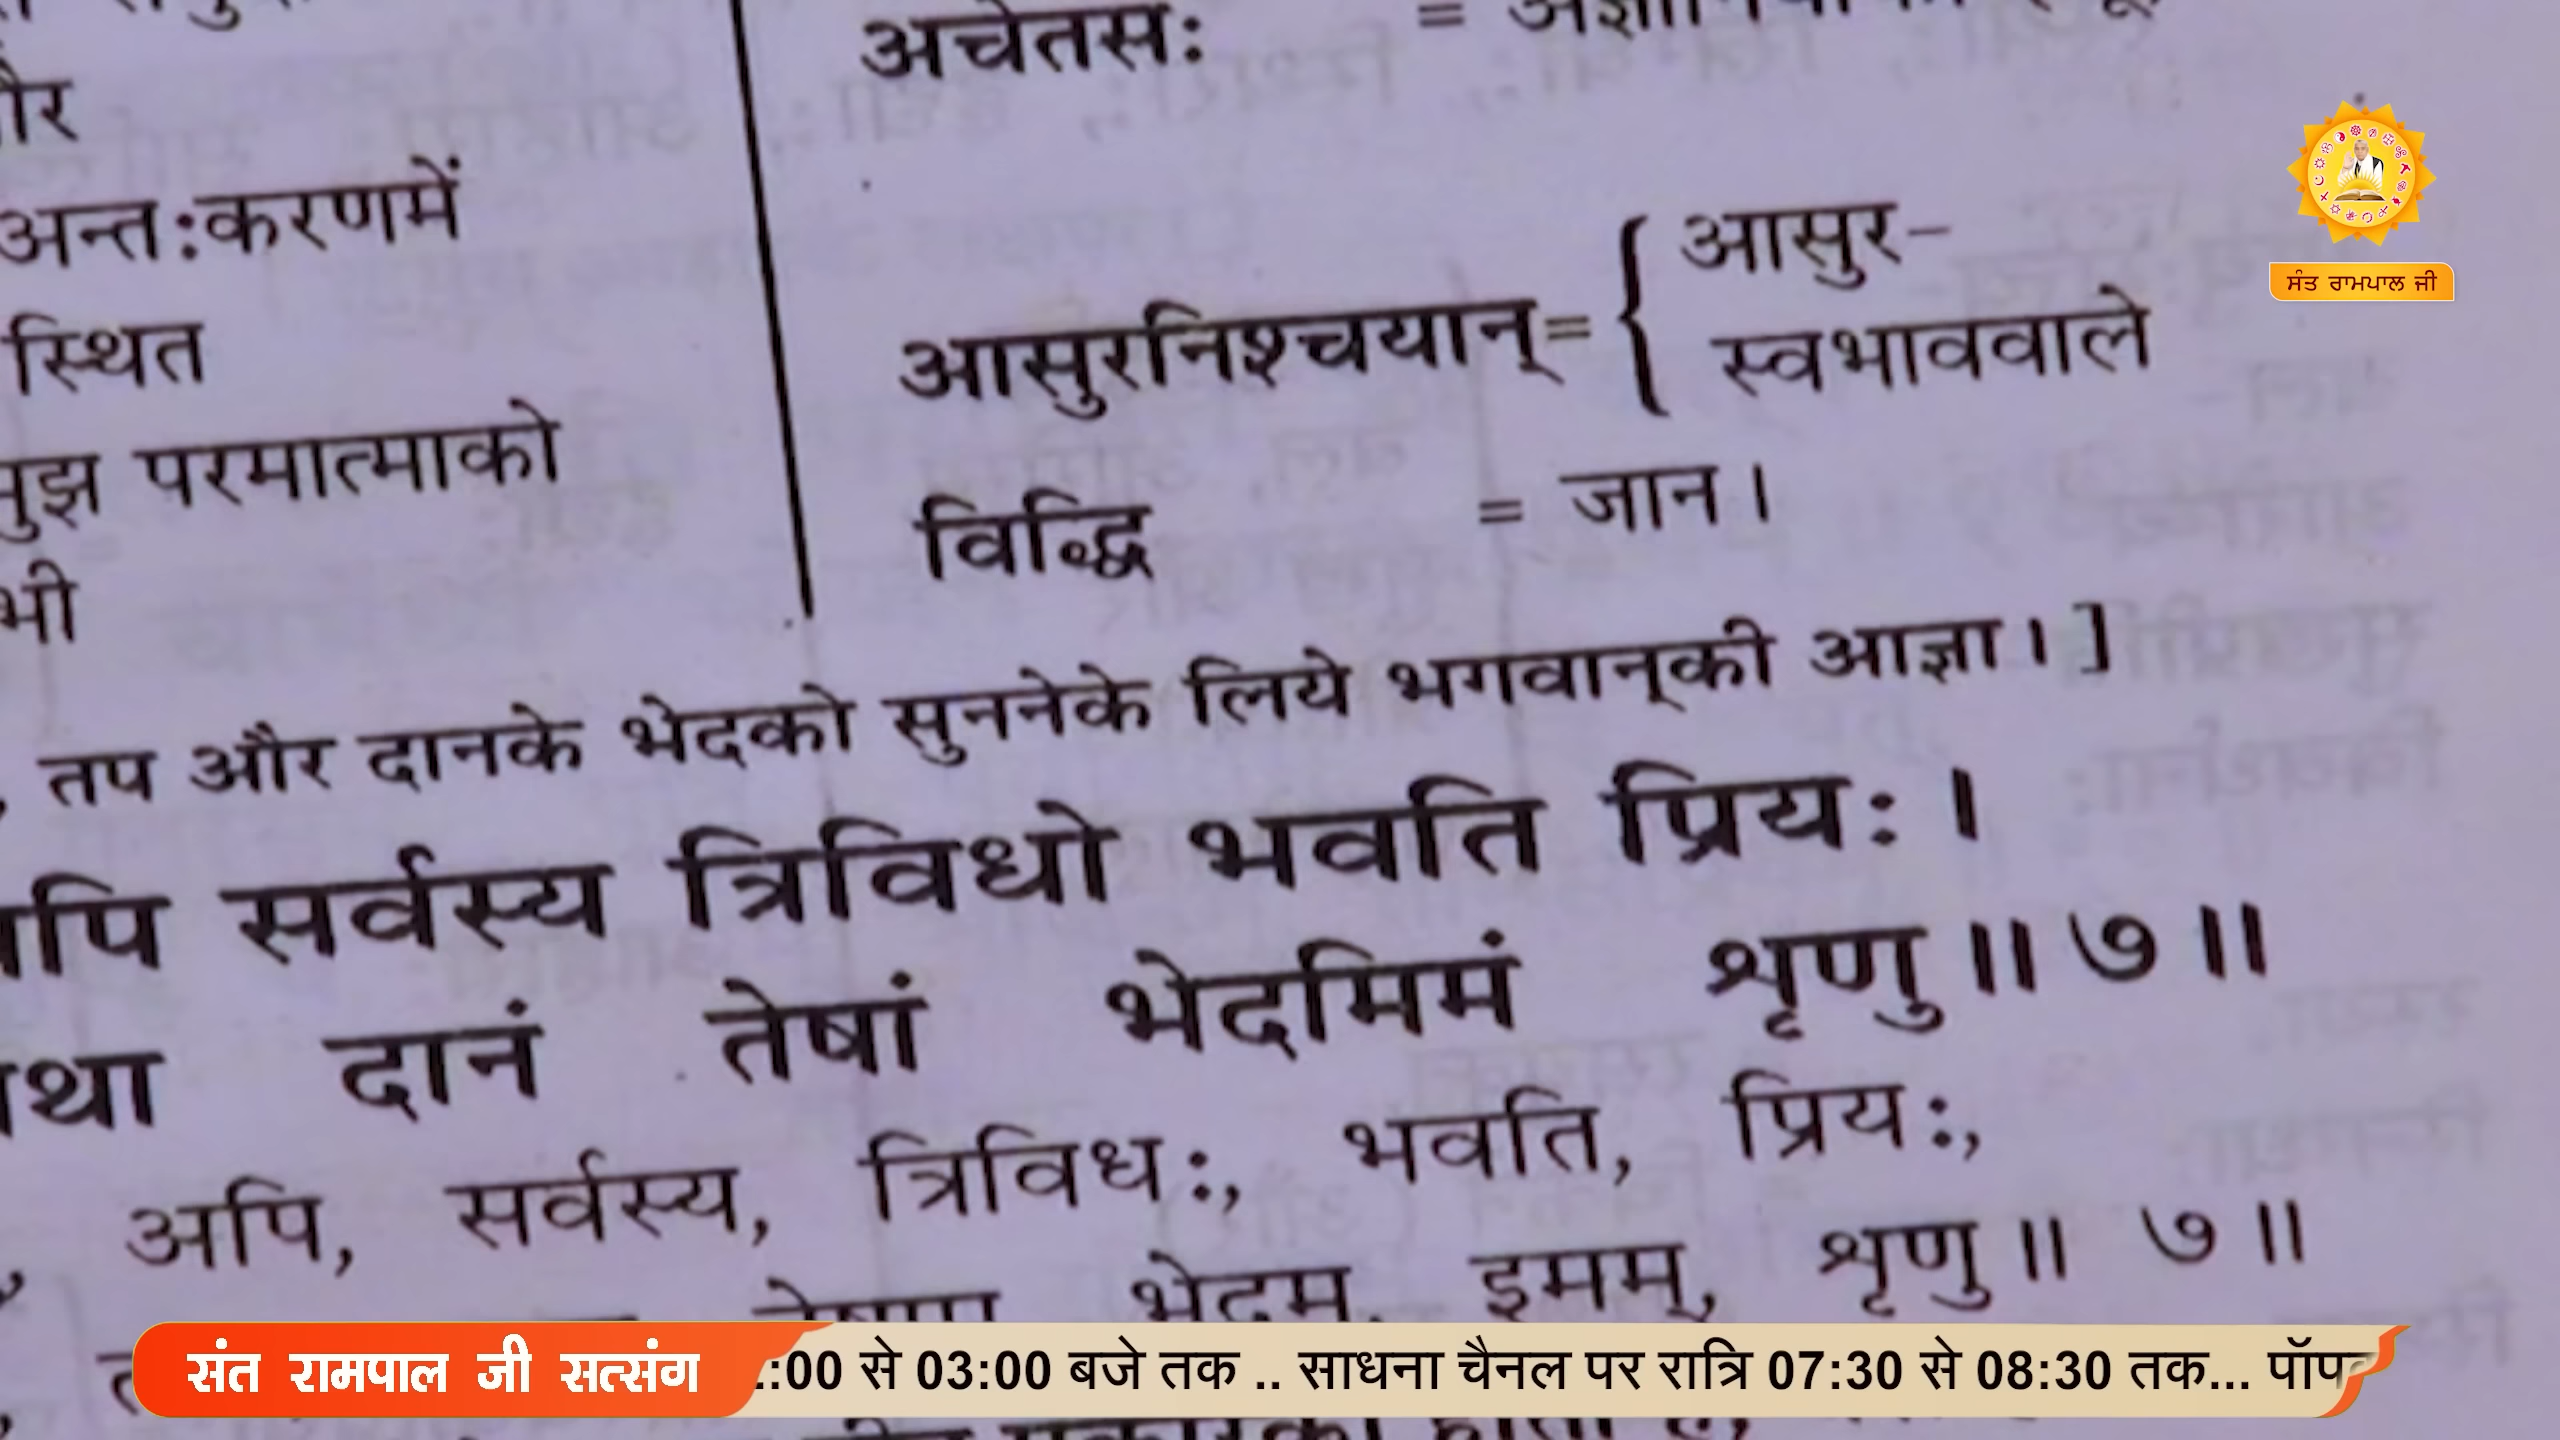 अचेतसः =
अन्तःकरणमें
स्थित
परमात्माको
भी
आसुरनिश्चयान्= { आसुर-
स्वभाववाले
विद्धि = जान।
तप और दानके भेदको सुननेके लिये भगवान्‌की आज्ञा। ]
सर्वस्य त्रिविधो भवति प्रियः।
दानं तेषां भेदमिमं शृणु॥ ७॥
अपि, सर्वस्य, त्रिविधः, भवति, प्रियः,
भेदम्, इमम्, शृणु॥ ७॥
ਸੰਤ ਰਾਮਪਾਲ ਜੀ
संत रामपाल जी सत्संग
:00 से 03:00 बजे तक .. साधना चैनल पर रात्रि 07:30 से 08:30 तक...